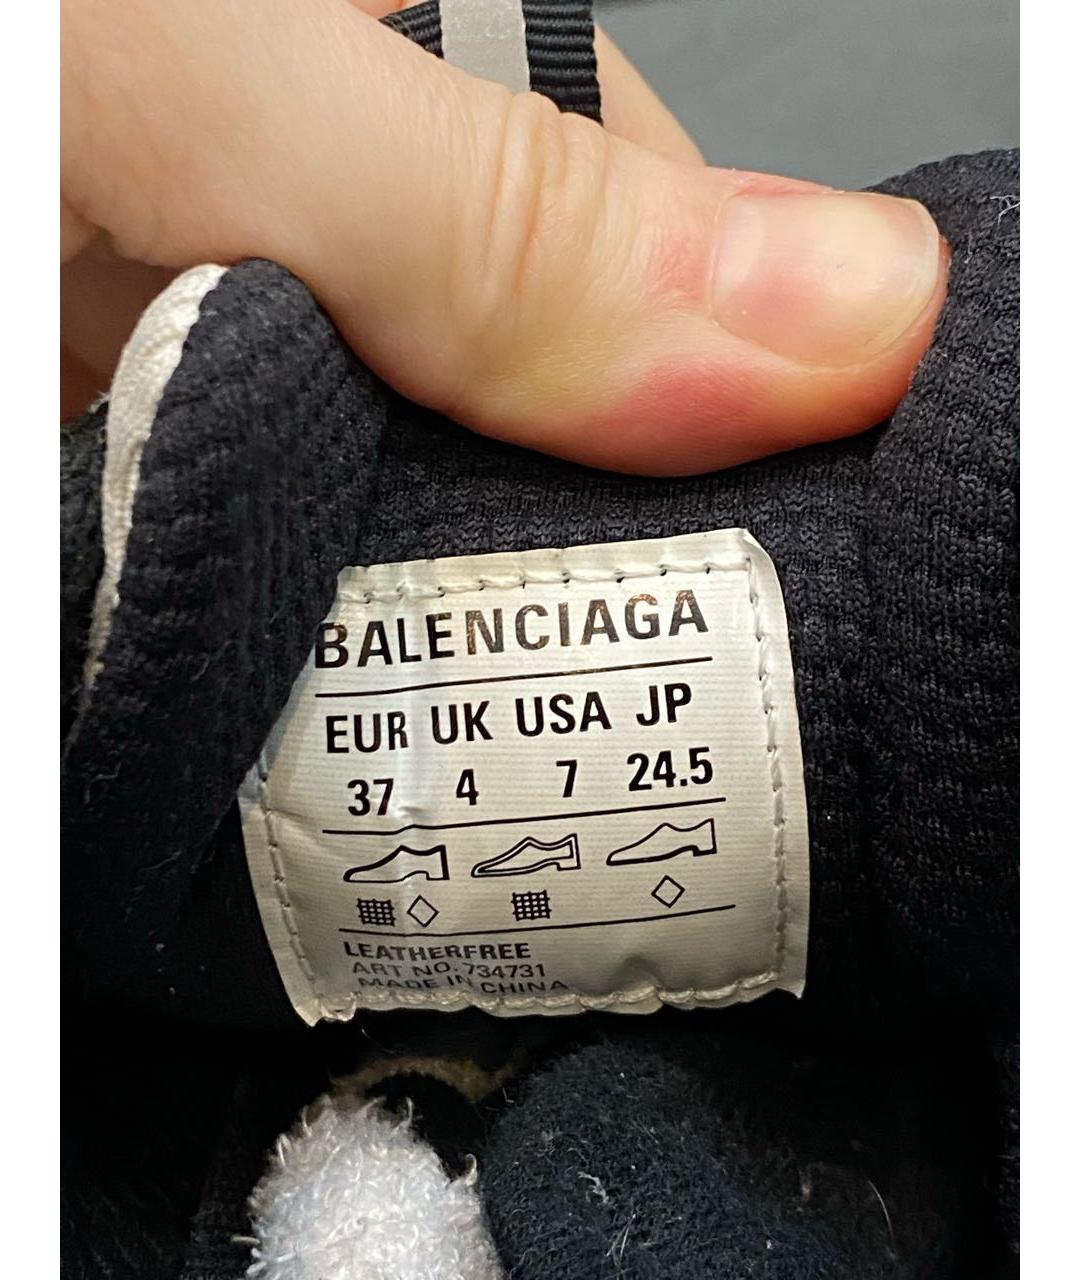 BALENCIAGA
EUR UK USA JP
37 4 7 24.5
LEATHERFREE
ART NO. 734731
MADE IN CHINA